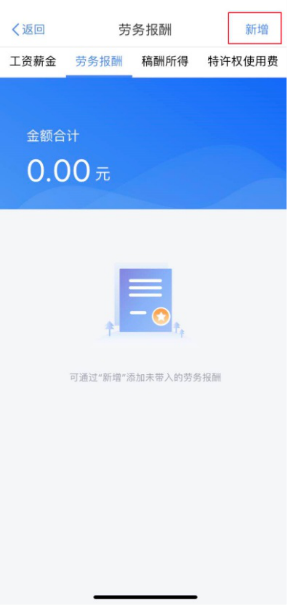 返回 劳务报酬 新增
工资薪金 劳务报酬 稿酬所得 特许权使用费
金额合计
0.00 元
可通过"新增"添加未带入的劳务报酬